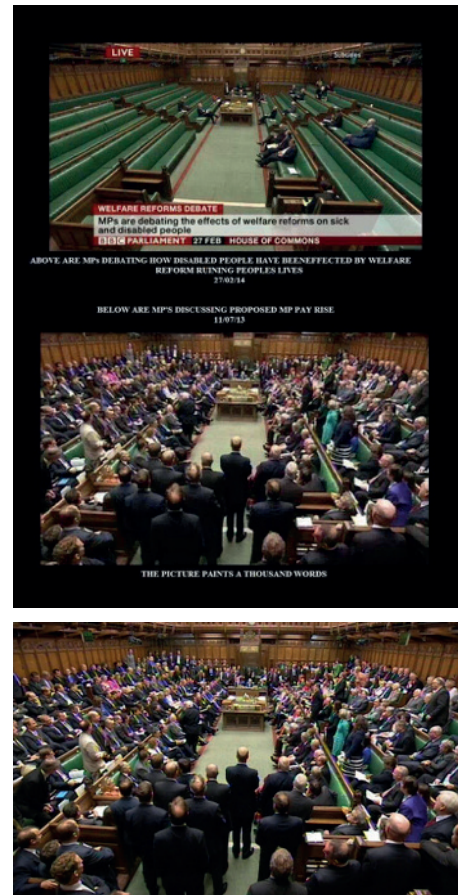 LIVE
Subtitles
WELFARE REFORMS DEBATE
MPs are debating the effects of welfare reforms on sick
and disabled people
BBC PARLIAMENT 27 FEB HOUSE OF COMMONS
ABOVE ARE MPs DEBATING HOW DISABLED PEOPLE HAVE BEENEFFECTED BY WELFARE
REFORM RUINING PEOPLES LIVES
27/02/14
BELOW ARE MP'S DISCUSSING PROPOSED MP PAY RISE
11/07/13
THE PICTURE PAINTS A THOUSAND WORDS